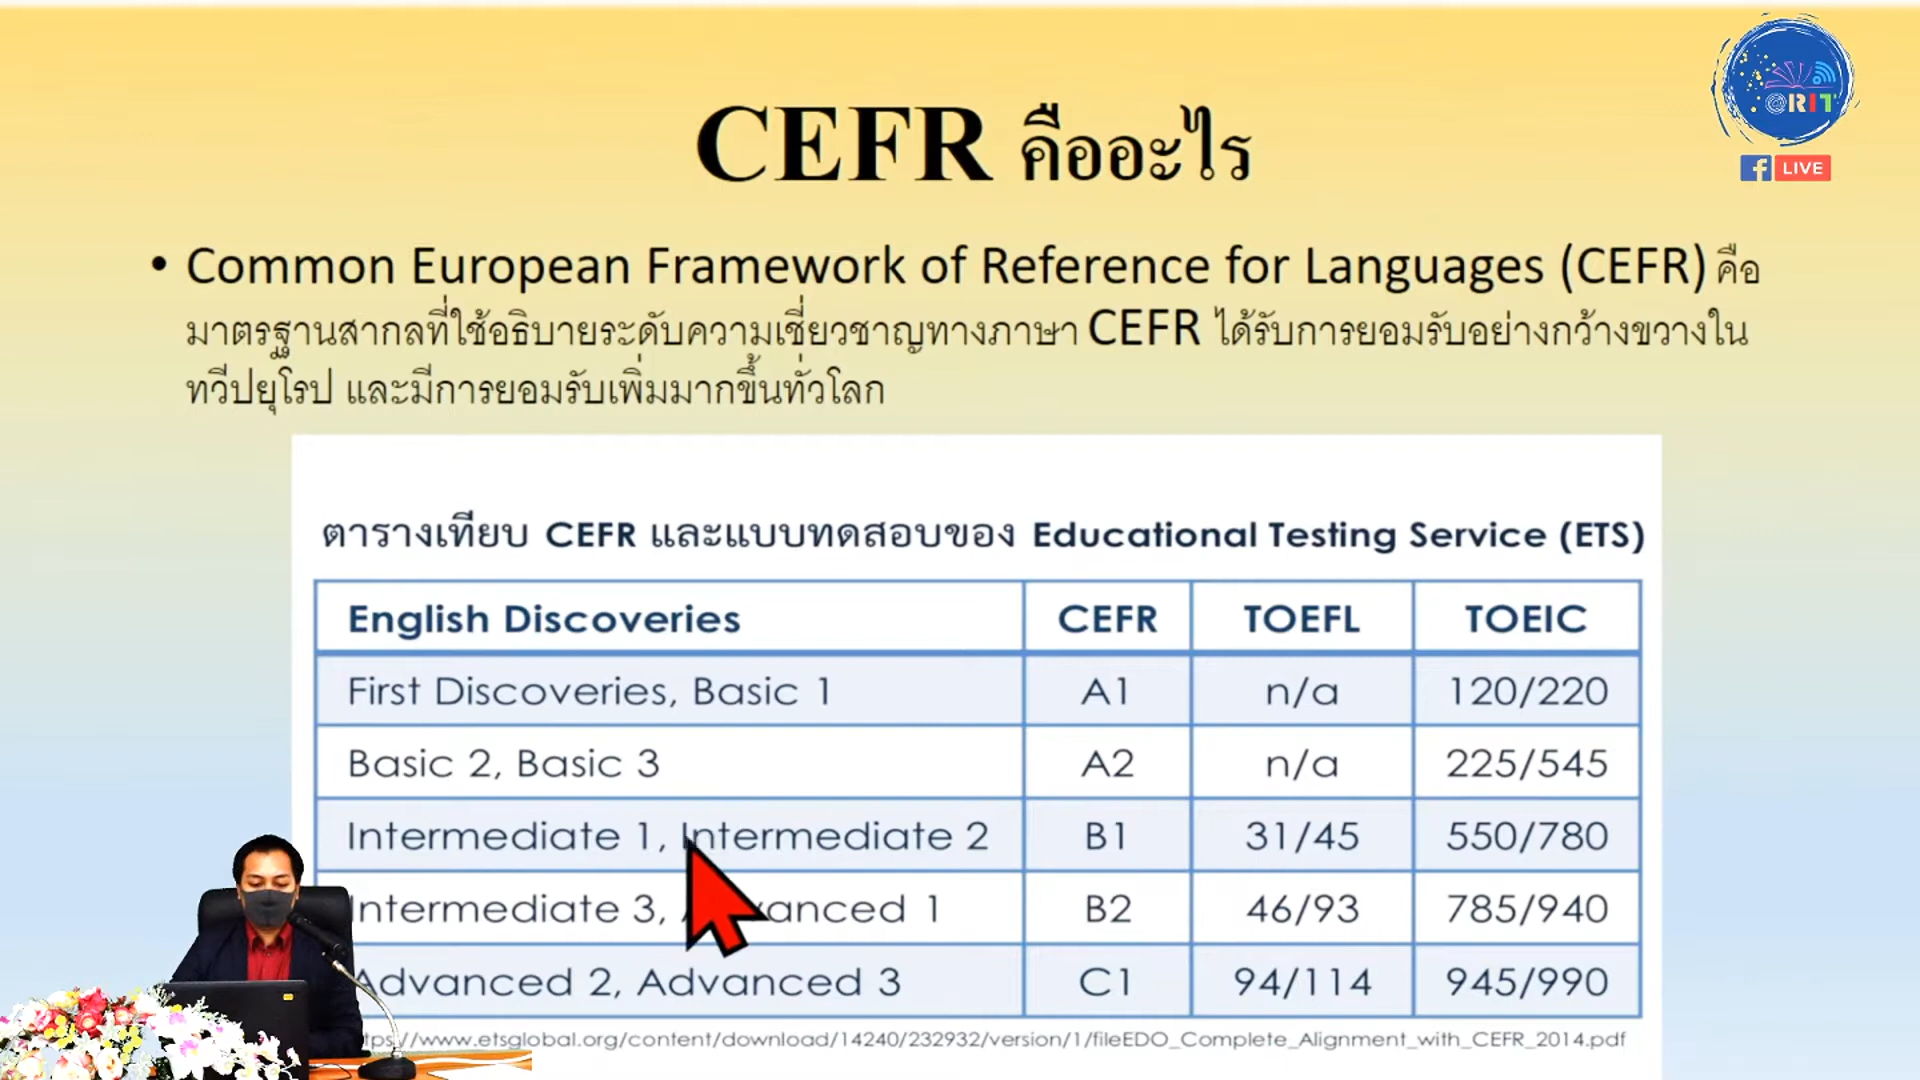 @RIT
f LIVE
CEFR คืออะไร
• Common European Framework of Reference for Languages (CEFR) คือ
มาตรฐานสากลที่ใช้อธิบายระดับความเชี่ยวชาญทางภาษา CEFR ได้รับการยอมรับอย่างกว้างขวางใน
ทวีปยุโรป และมีการยอมรับเพิ่มมากขึ้นทั่วโลก
ตารางเทียบ CEFR และแบบทดสอบของ Educational Testing Service (ETS)
English Discoveries CEFR TOEFL TOEIC
First Discoveries, Basic 1 A1 n/a 120/220
Basic 2, Basic 3 A2 n/a 225/545
Intermediate 1, Intermediate 2 B1 31/45 550/780
Intermediate 3, Advanced 1 B2 46/93 785/940
Advanced 2, Advanced 3 C1 94/114 945/990
tps://www.etsglobal.org/content/download/14240/232932/version/1/fileEDO_Complete_Alignment_with_CEFR_2014.pdf